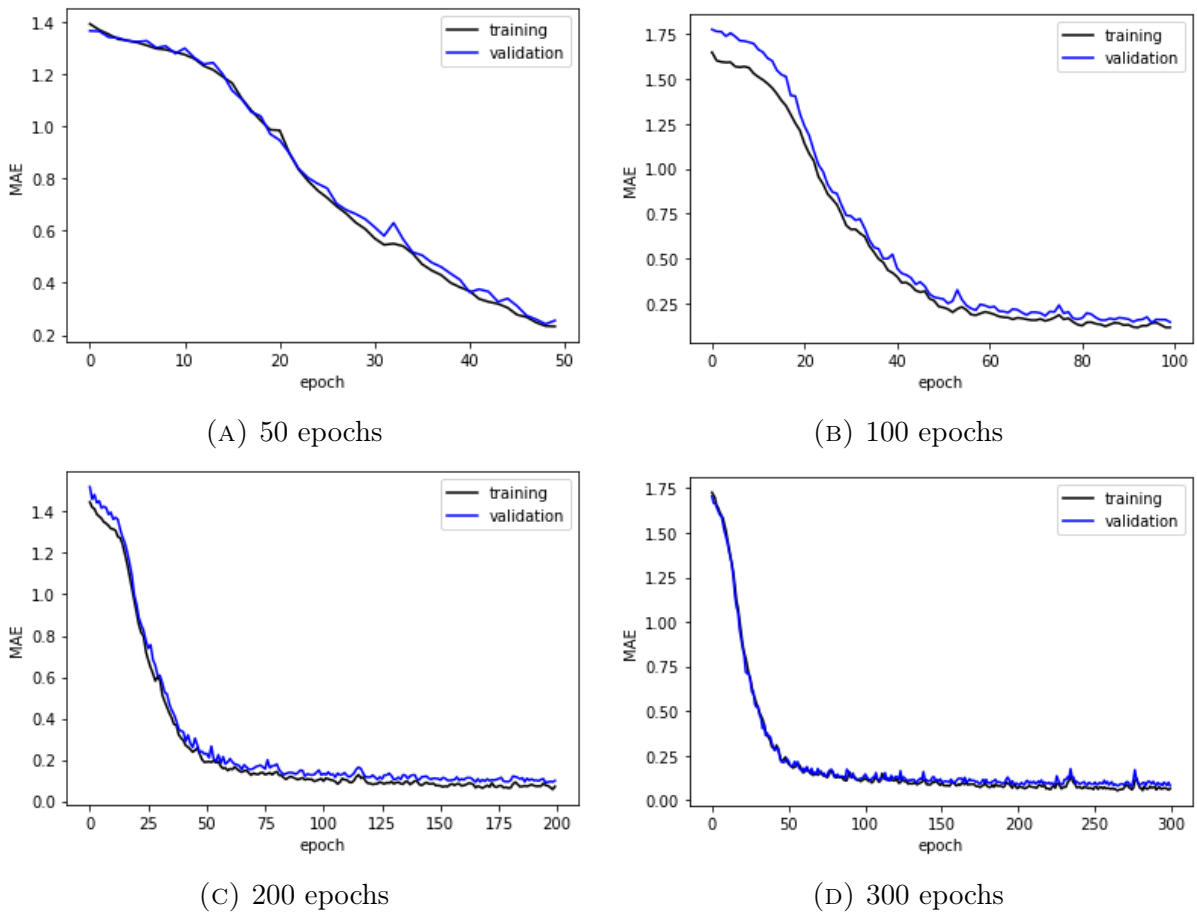 1.4
1.2
1.0
0.8
0.6
0.4
0.2
MAE
training
validation
0 10 20 30 40 50
epoch
(A) 50 epochs
1.75
1.50
1.25
1.00
0.75
0.50
0.25
MAE
training
validation
0 20 40 60 80 100
epoch
(B) 100 epochs
1.4
1.2
1.0
0.8
0.6
0.4
0.2
0.0
MAE
training
validation
0 25 50 75 100 125 150 175 200
epoch
(C) 200 epochs
1.75
1.50
1.25
1.00
0.75
0.50
0.25
0.00
MAE
training
validation
0 50 100 150 200 250 300
epoch
(D) 300 epochs